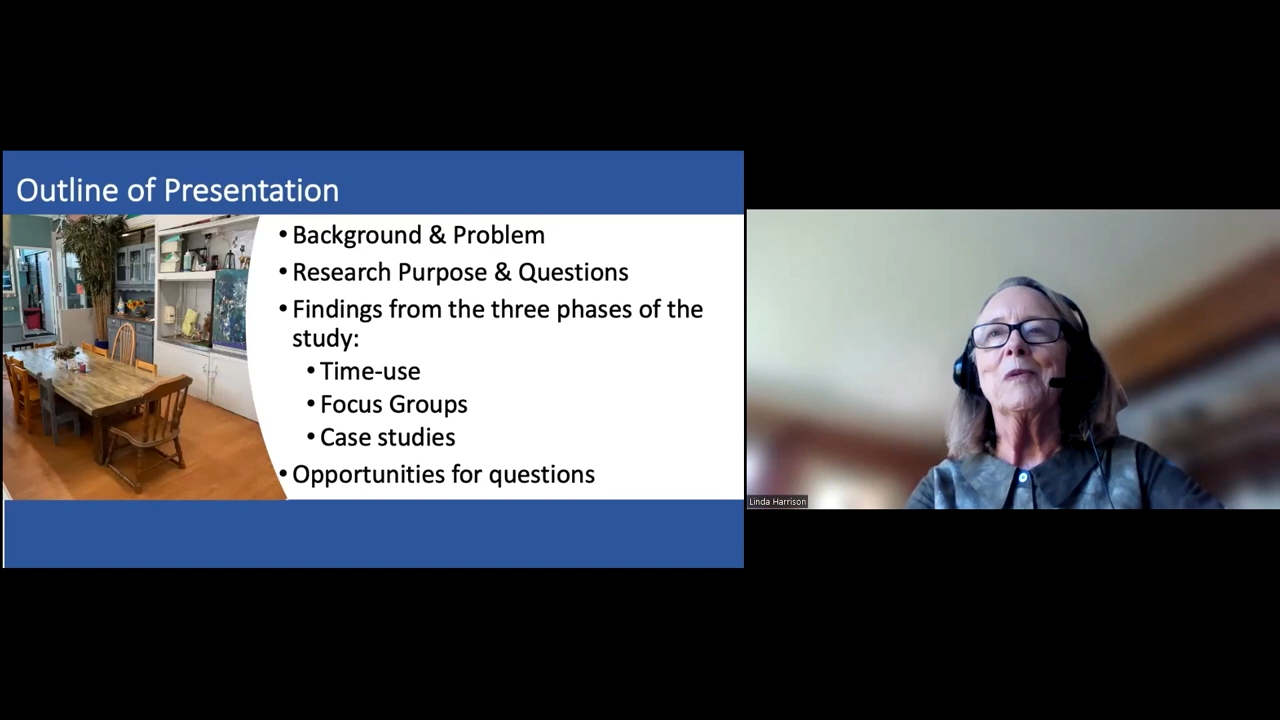 Outline of Presentation
• Background & Problem
• Research Purpose & Questions
• Findings from the three phases of the
study:
• Time-use
• Focus Groups
• Case studies
• Opportunities for questions
Linda Harrison